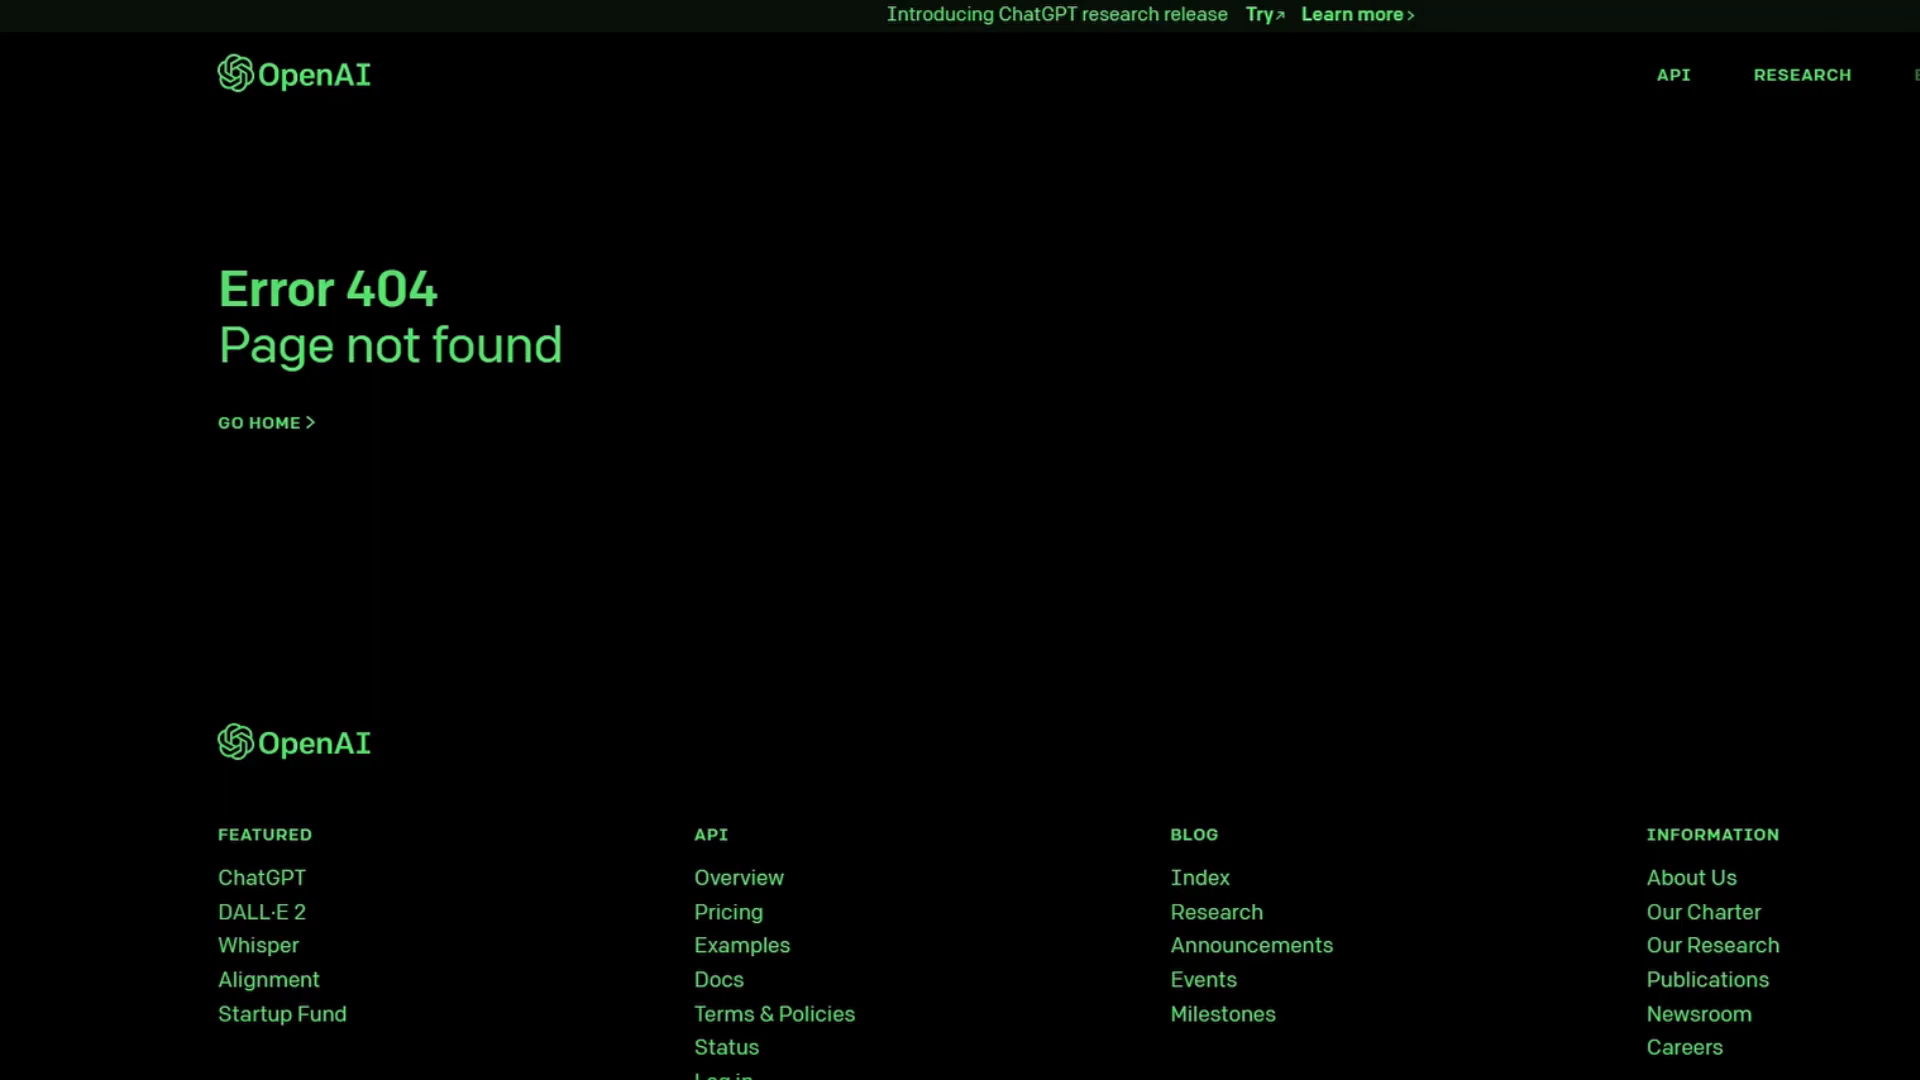 Introducing ChatGPT research release Try↗ Learn more ›
OpenAI
API RESEARCH
Error 404
Page not found
GO HOME >
OpenAI
FEATURED
ChatGPT
DALL·E 2
Whisper
Alignment
Startup Fund
API
Overview
Pricing
Examples
Docs
Terms & Policies
Status
Log in
BLOG
Index
Research
Announcements
Events
Milestones
INFORMATION
About Us
Our Charter
Our Research
Publications
Newsroom
Careers